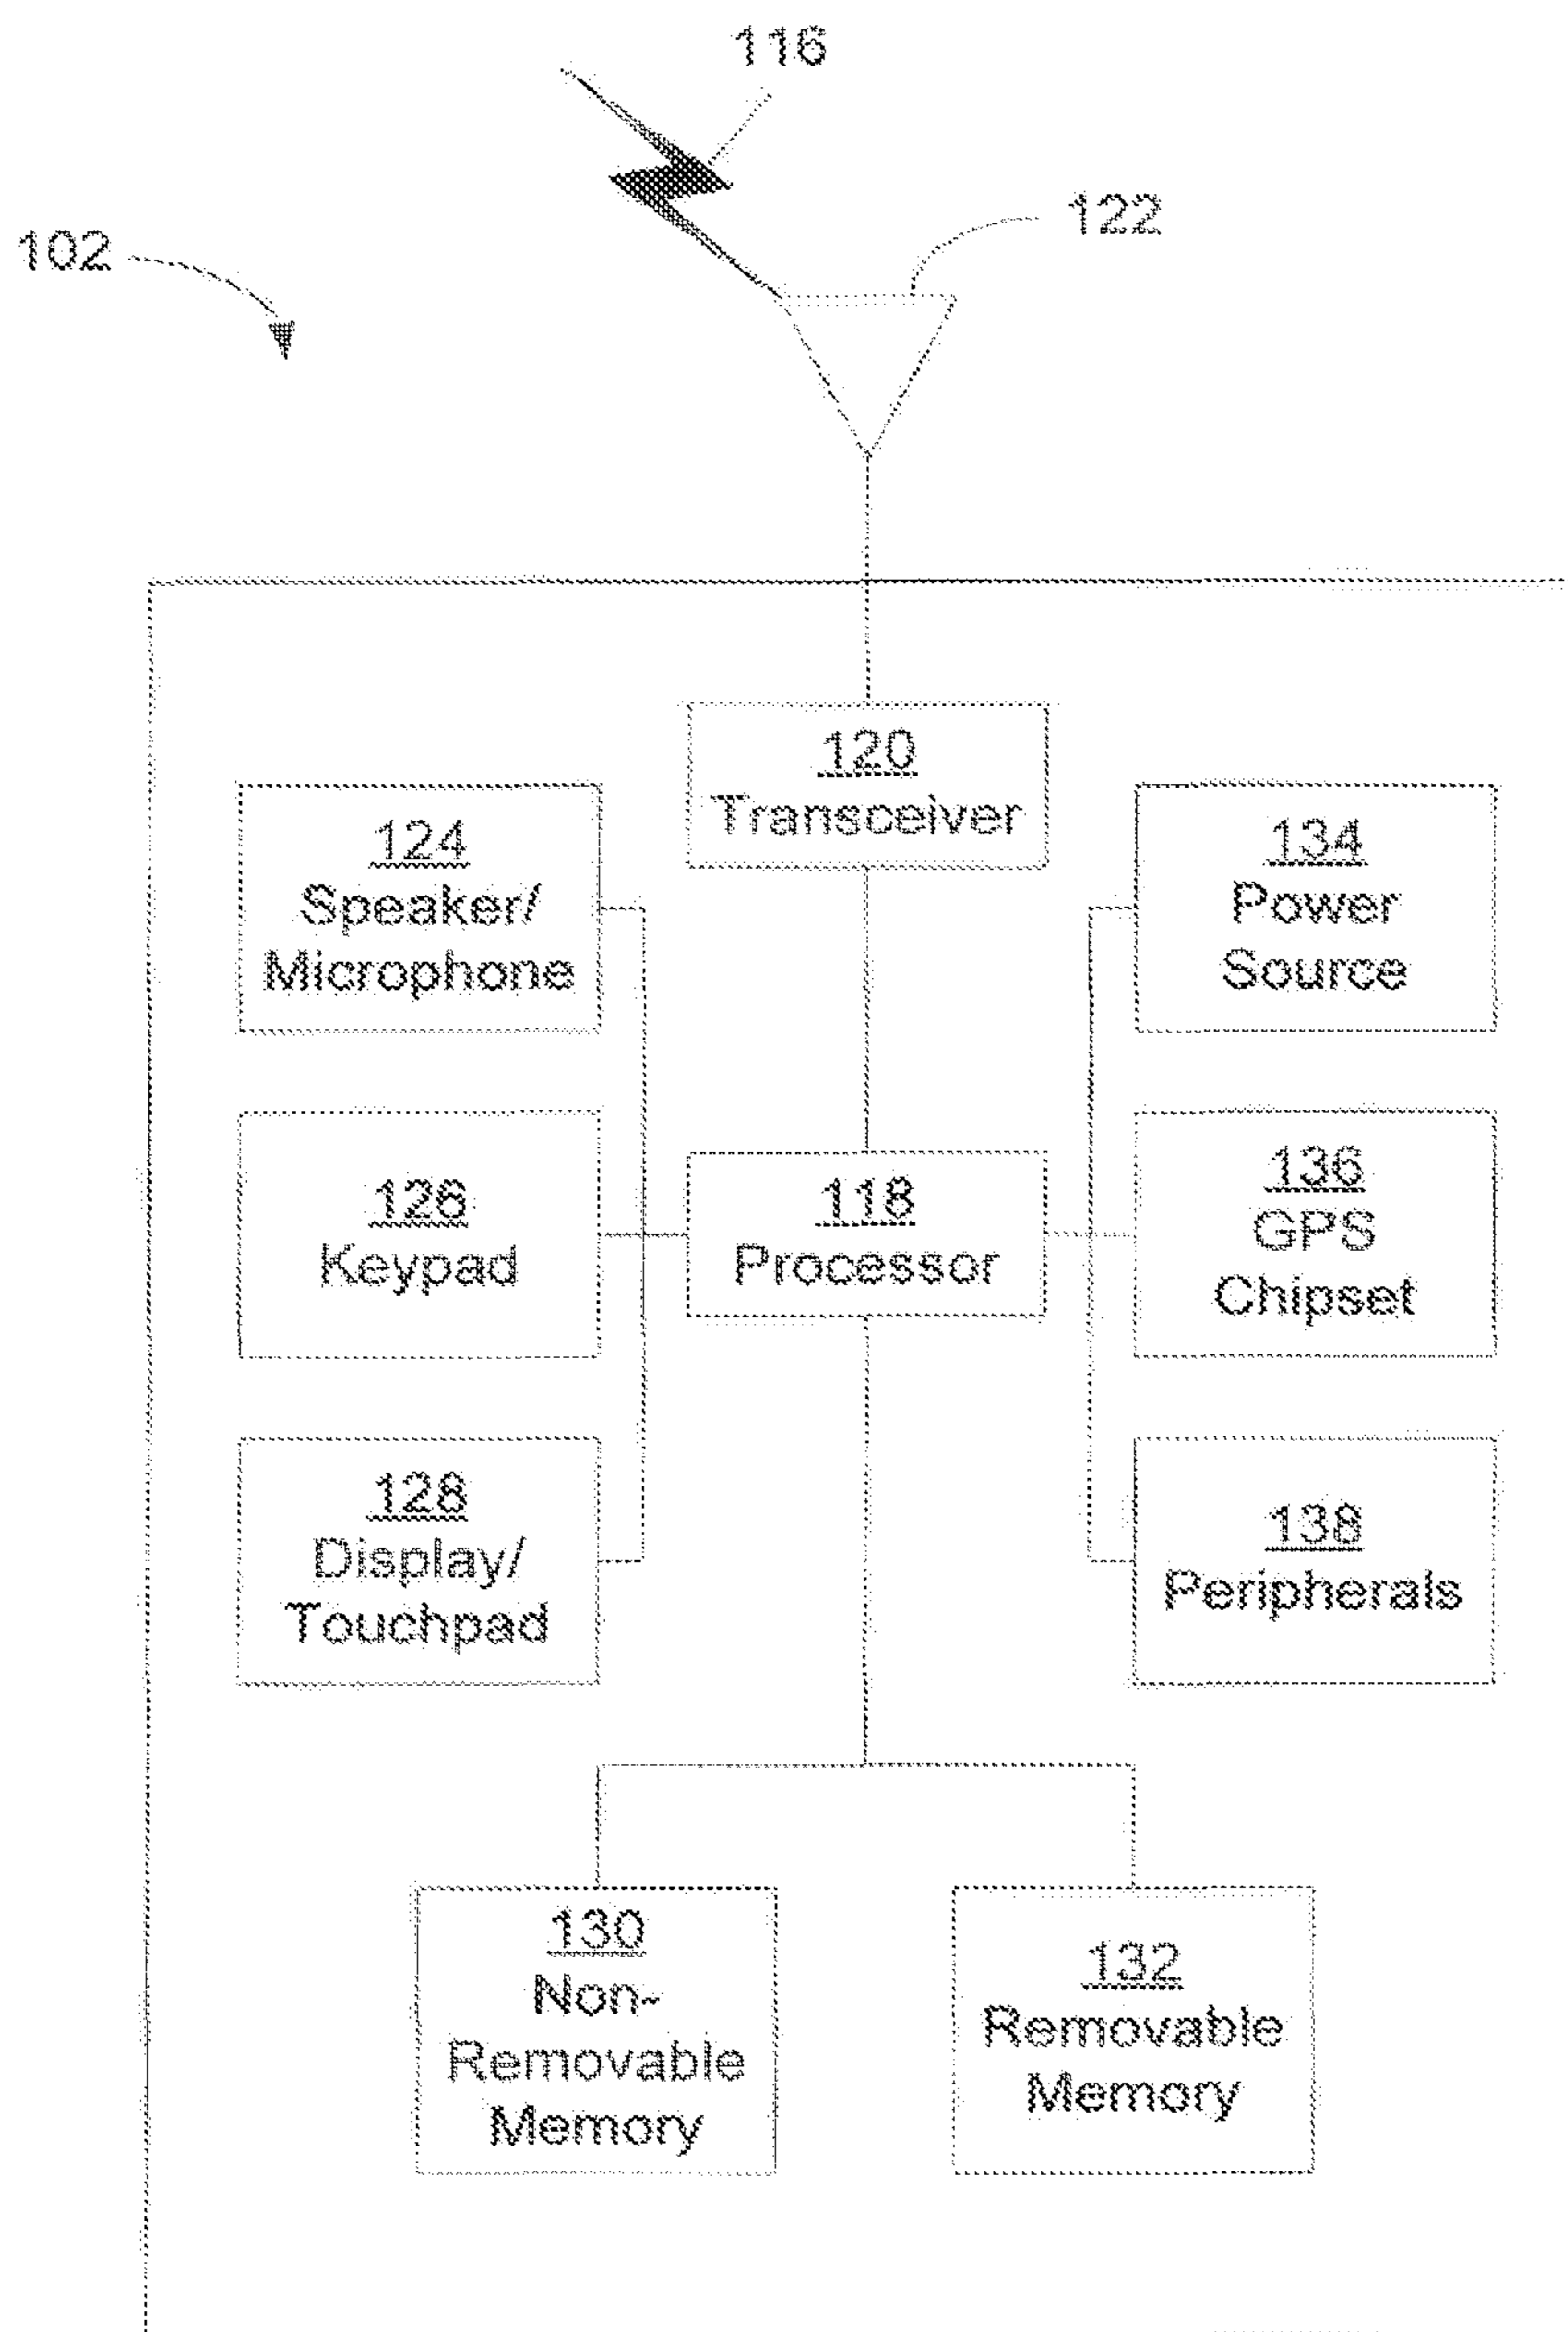 116
122
102
120
Transceiver
124
Speaker/
Microphone
134
Power
Source
126
Keypad
118
Processor
136
GPS
Chipset
128
Display/
Touchpad
138
Peripherals
130
Non-
Removable
Memory
132
Removable
Memory